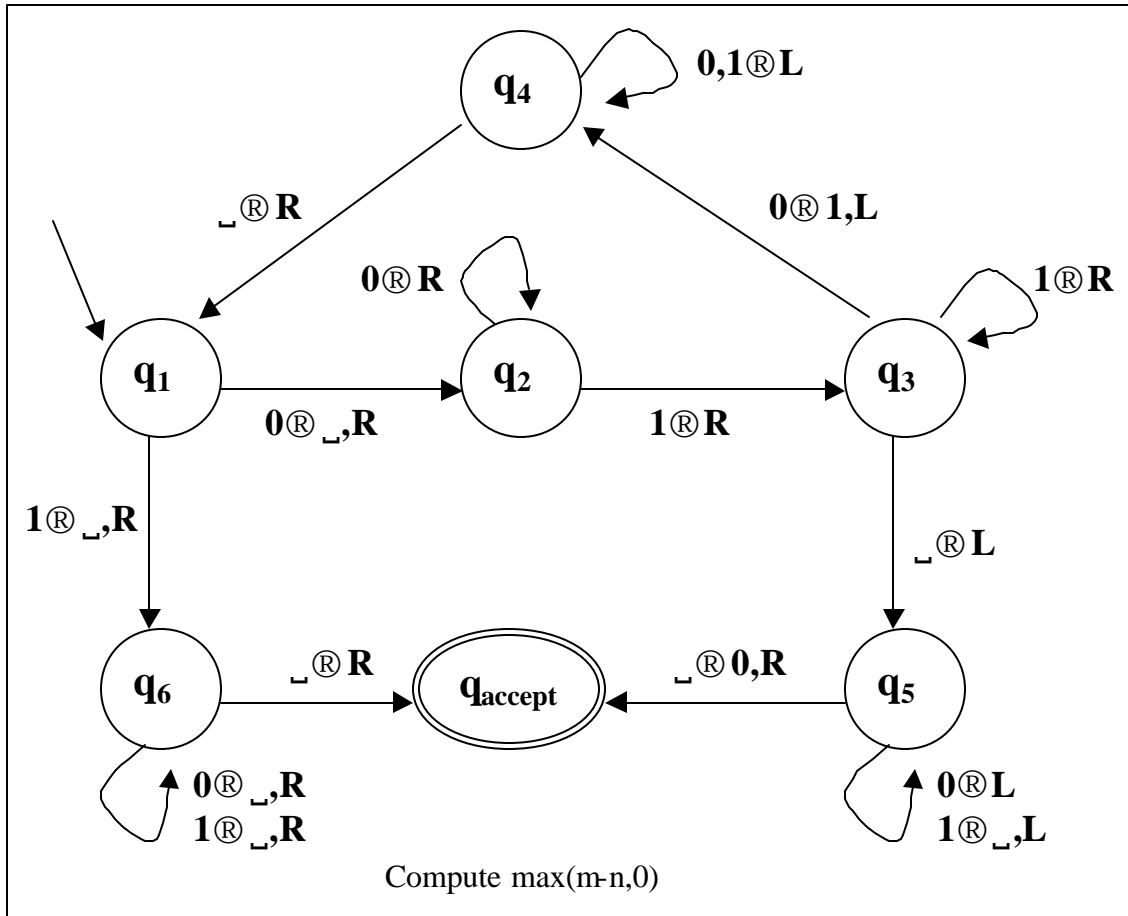 q4
0,1®L
␣®R
0®1,L
0®R
1®R
q1
q2
q3
0®␣,R
1®R
1®␣,R
␣®L
q6
␣®R
qaccept
␣®0,R
q5
0®␣,R
1®␣,R
0®L
1®␣,L
Compute max(m-n,0)